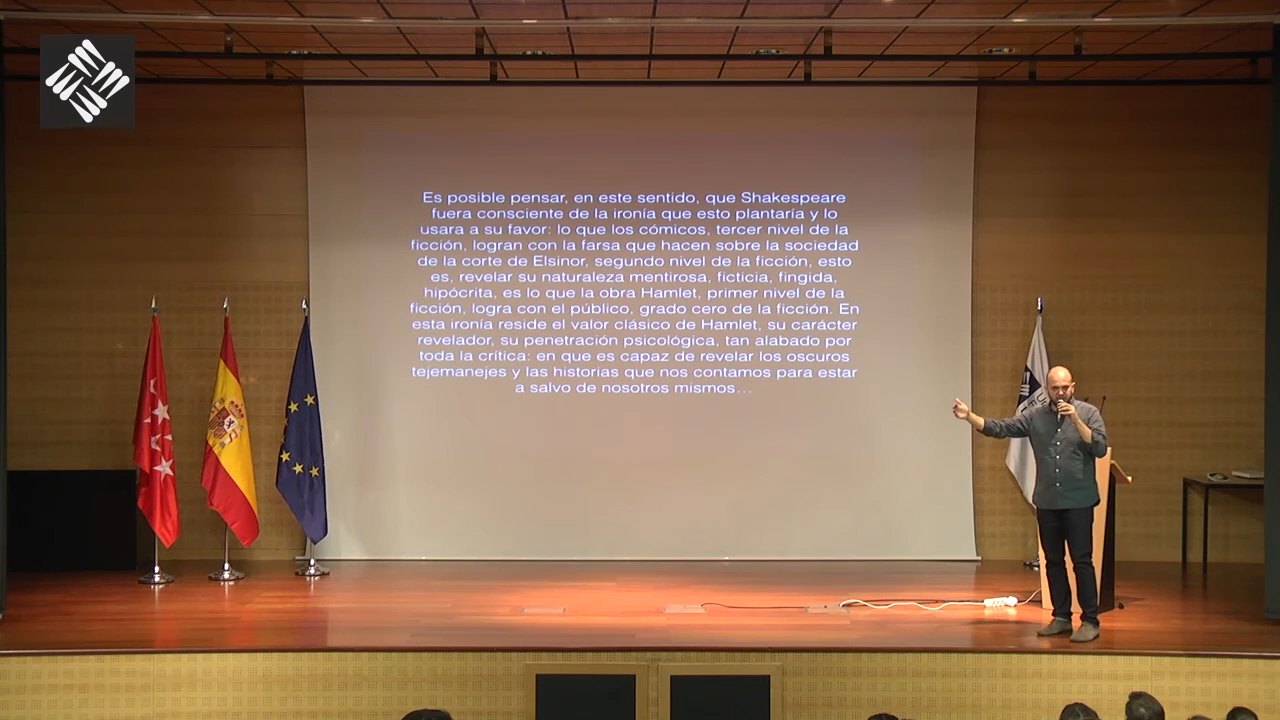 Es posible pensar, en este sentido, que Shakespeare
fuera consciente de la ironía que esto plantaría y lo
usara a su favor: lo que los cómicos, tercer nivel de la
ficción, logran con la farsa que hacen sobre la sociedad
de la corte de Elsinor, segundo nivel de la ficción, esto
es, revelar su naturaleza mentirosa, ficticia, fingida,
hipócrita, es lo que la obra Hamlet, primer nivel de la
ficción, logra con el público, grado cero de la ficción. En
esta ironía reside el valor clásico de Hamlet, su carácter
revelador, su penetración psicológica, tan alabado por
toda la crítica: en que es capaz de revelar los oscuros
tejemanejes y las historias que nos contamos para estar
a salvo de nosotros mismos…